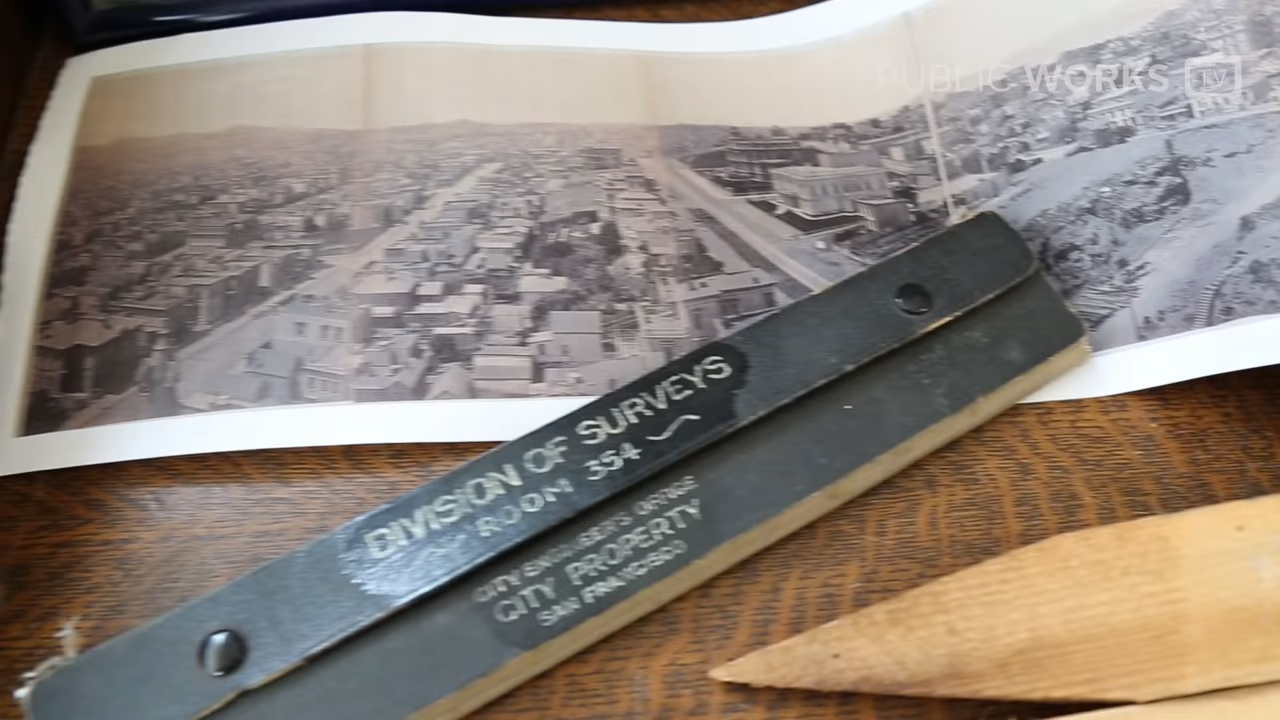 PUBLIC WORKS TV
DIVISION OF SURVEYS
ROOM 354
CITY ENGINEER'S OFFICE
CITY PROPERTY
SAN FRANCISCO